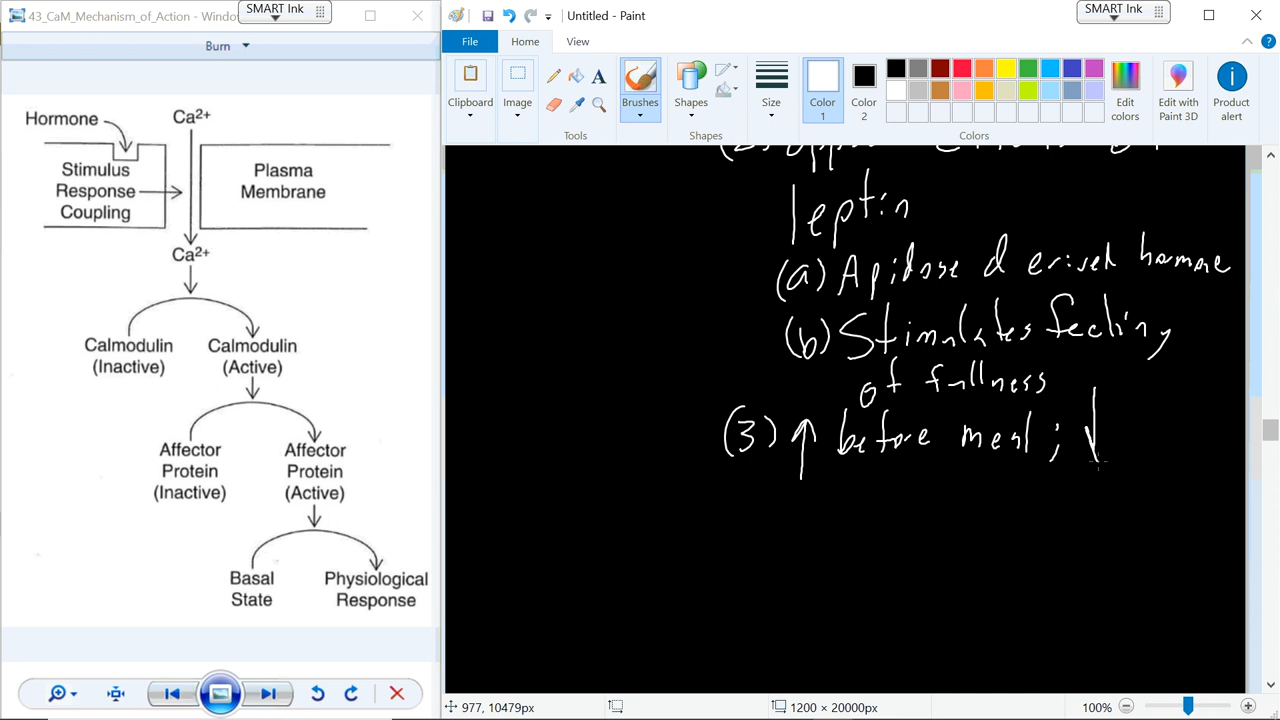 43_CaM_Mechanism_of_Action - Window
SMART Ink
Burn
Hormone
Ca2+
Stimulus
Response
Coupling
Plasma
Membrane
Ca2+
Calmodulin
(Inactive)
Calmodulin
(Active)
Affector
Protein
(Inactive)
Affector
Protein
(Active)
Basal
State
Physiological
Response
Untitled - Paint
SMART Ink
File
Home
View
Clipboard
Image
Tools
Brushes
Shapes
Shapes
Size
Color
1
Color
2
Edit
colors
Colors
Edit with
Paint 3D
Product
alert
leptin
(a) Apidose derived hormone
(b) Stimulates feeling
of fullness
(3) ↑ before meal ; ↓
977, 10479px
1200 × 20000px
100%